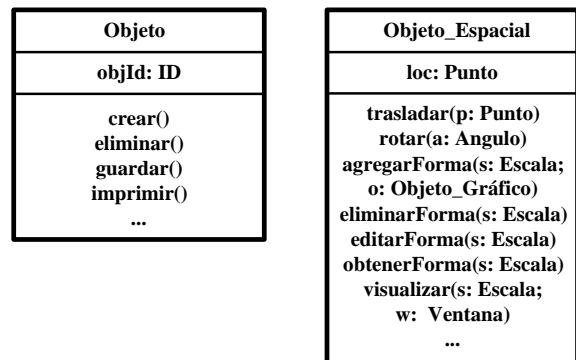 Objeto
objId: ID
crear()
eliminar()
guardar()
imprimir()
...
Objeto_Espacial
loc: Punto
trasladar(p: Punto)
rotar(a: Angulo)
agregarForma(s: Escala;
o: Objeto_Gráfico)
eliminarForma(s: Escala)
editarForma(s: Escala)
obtenerForma(s: Escala)
visualizar(s: Escala;
w: Ventana)
...